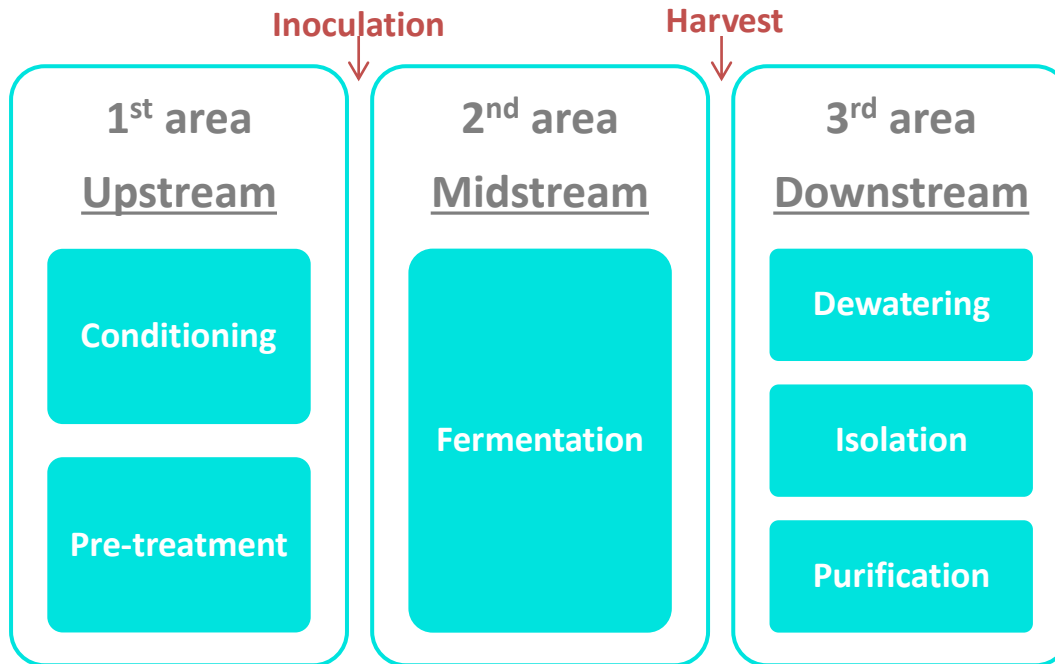 Inoculation
Harvest
1st area
Upstream
Conditioning
Pre-treatment
2nd area
Midstream
Fermentation
3rd area
Downstream
Dewatering
Isolation
Purification